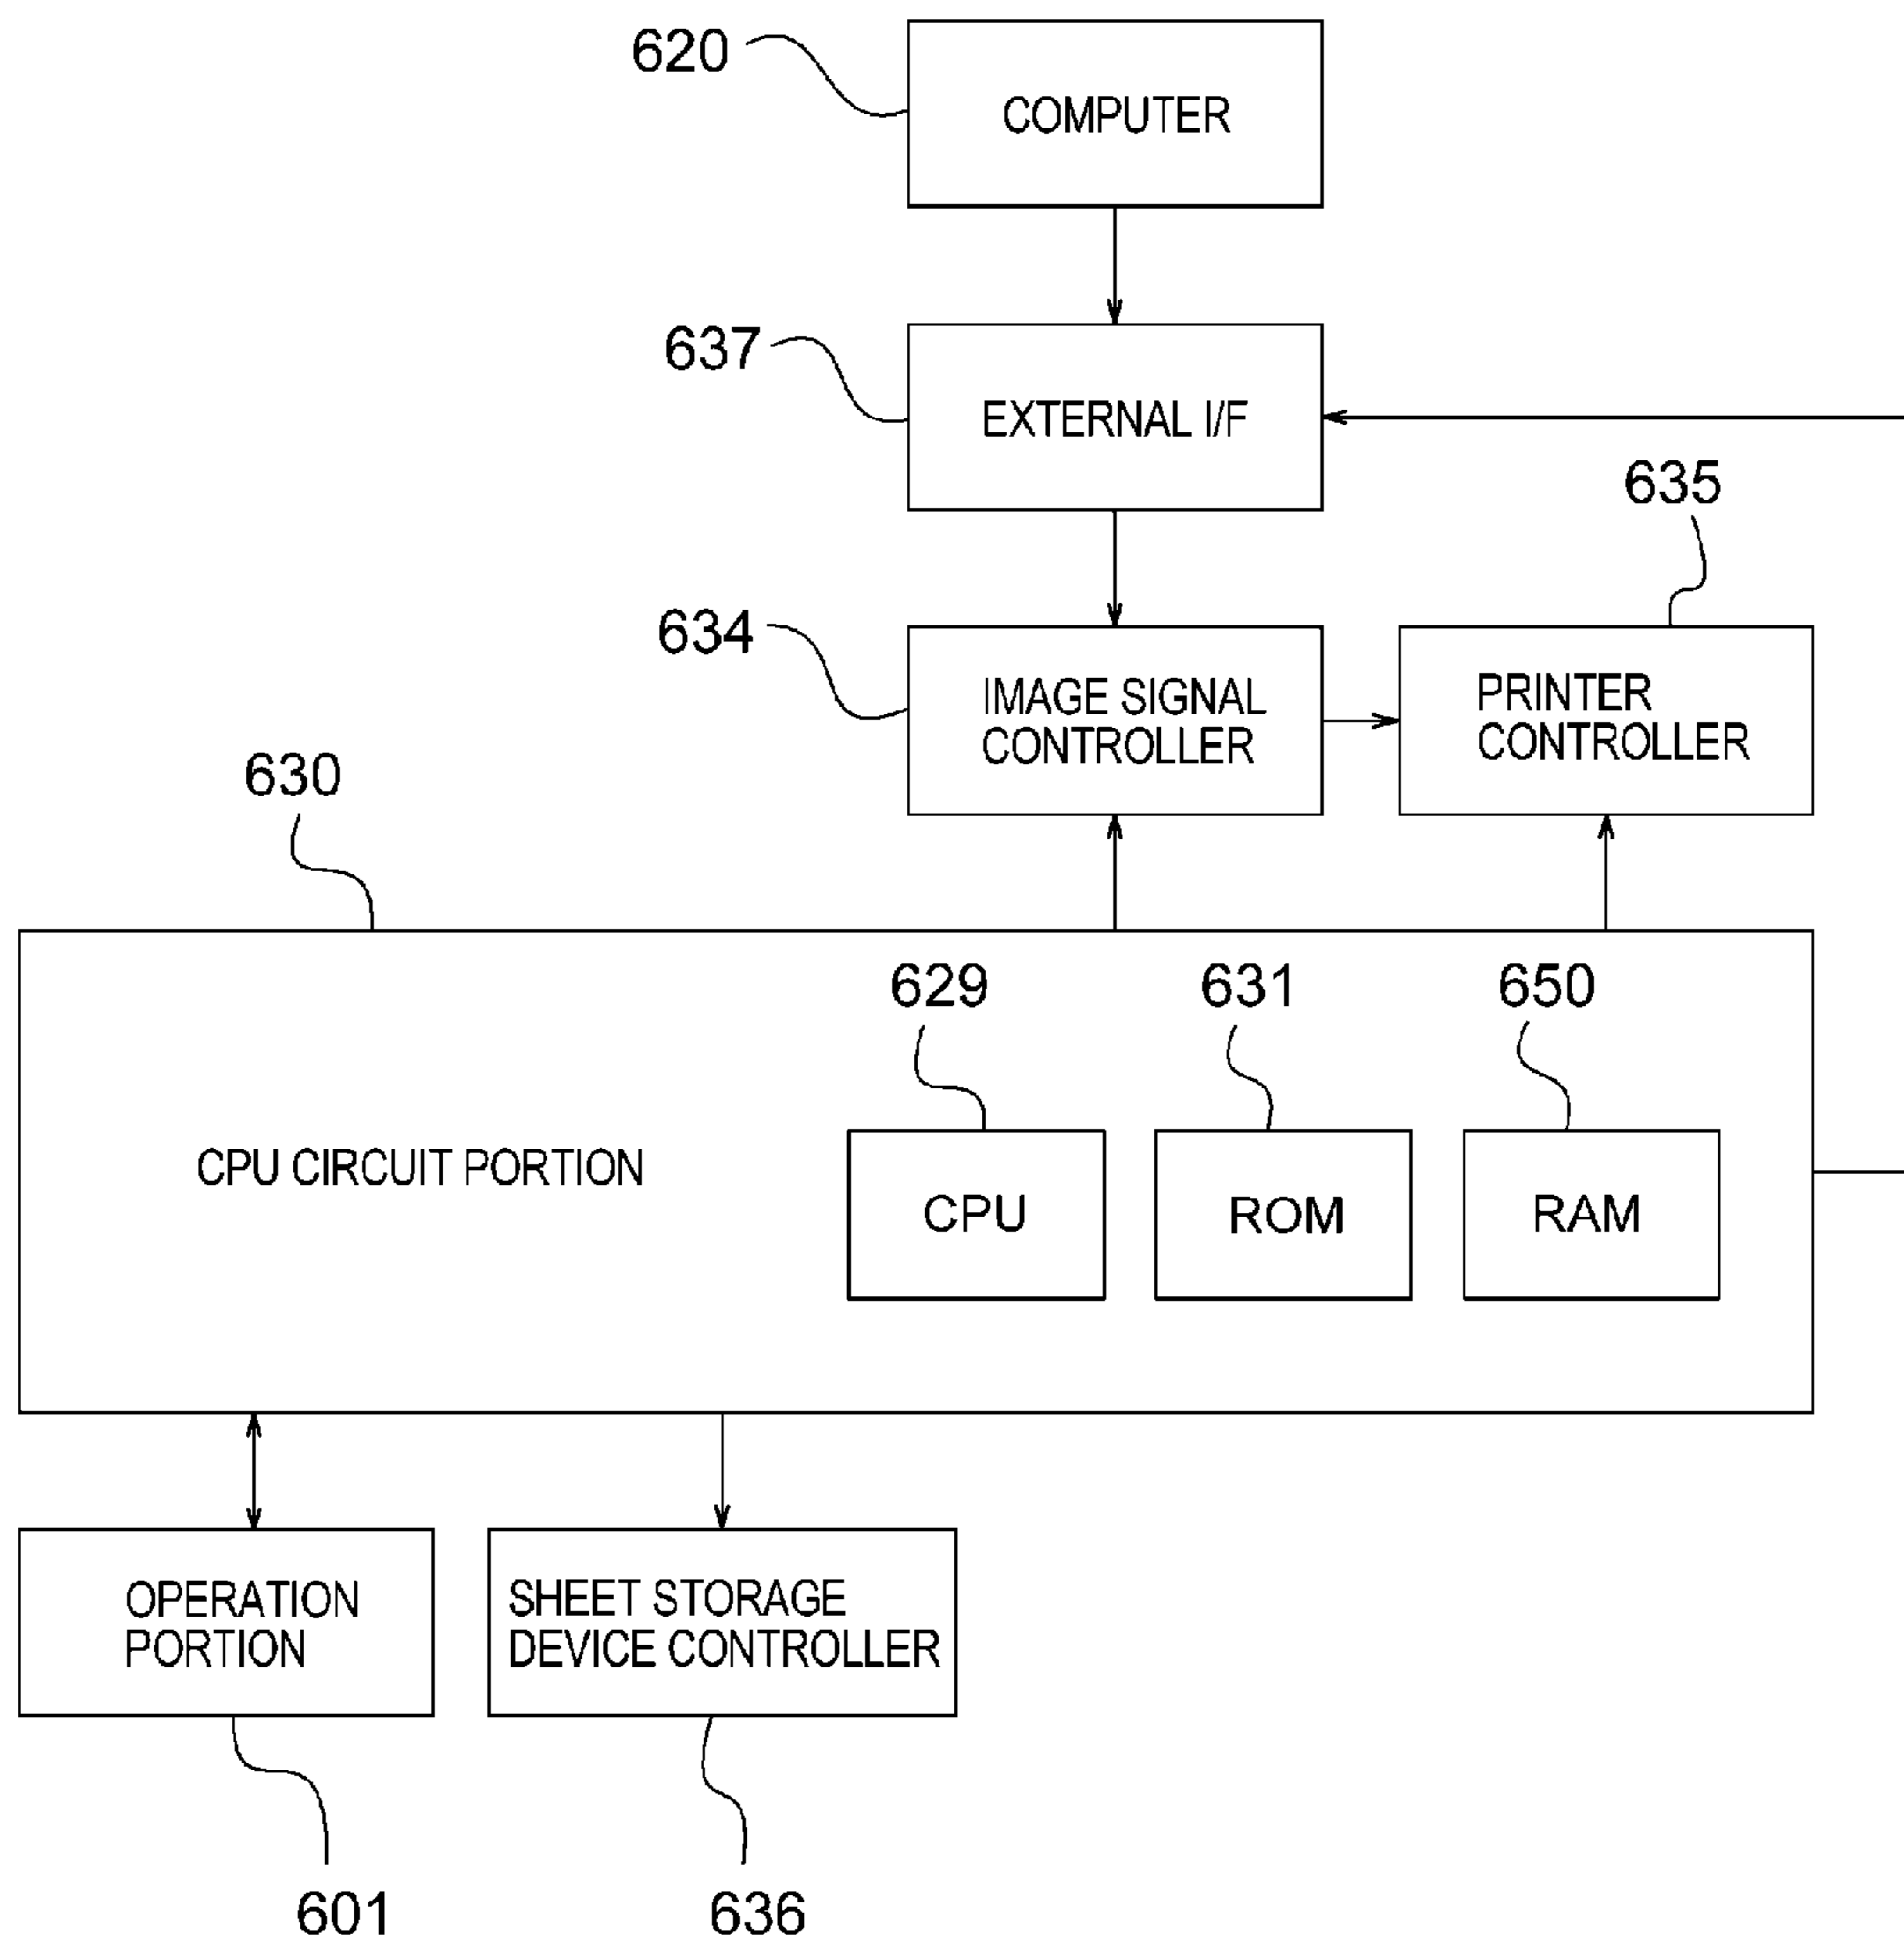 620
COMPUTER
637
EXTERNAL I/F
635
634
IMAGE SIGNAL
CONTROLLER
PRINTER
CONTROLLER
630
629
631
650
CPU CIRCUIT PORTION
CPU
ROM
RAM
OPERATION
PORTION
SHEET STORAGE
DEVICE CONTROLLER
601
636